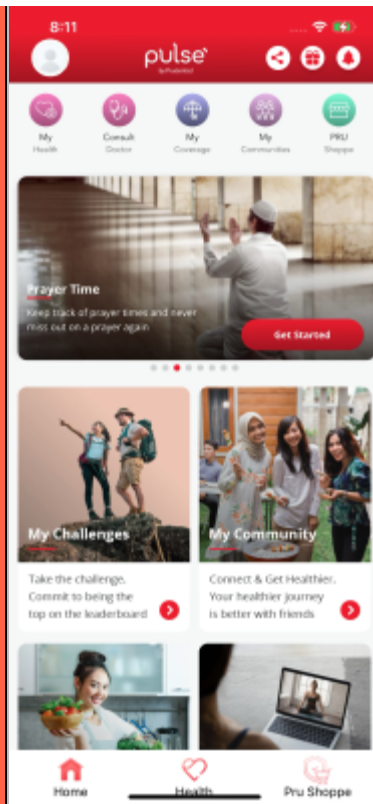 8:11
pulse
by Prudential
My
Health
Consult
Doctor
My
Coverage
My
Communities
PRU
Shoppe
Prayer Time
Keep track of prayer times and never
miss out on a prayer again
Get Started
My Challenges
My Community
Take the challenge.
Commit to being the
top on the leaderboard
Connect & Get Healthier.
Your healthier journey
is better with friends
Home
Health
Pru Shoppe